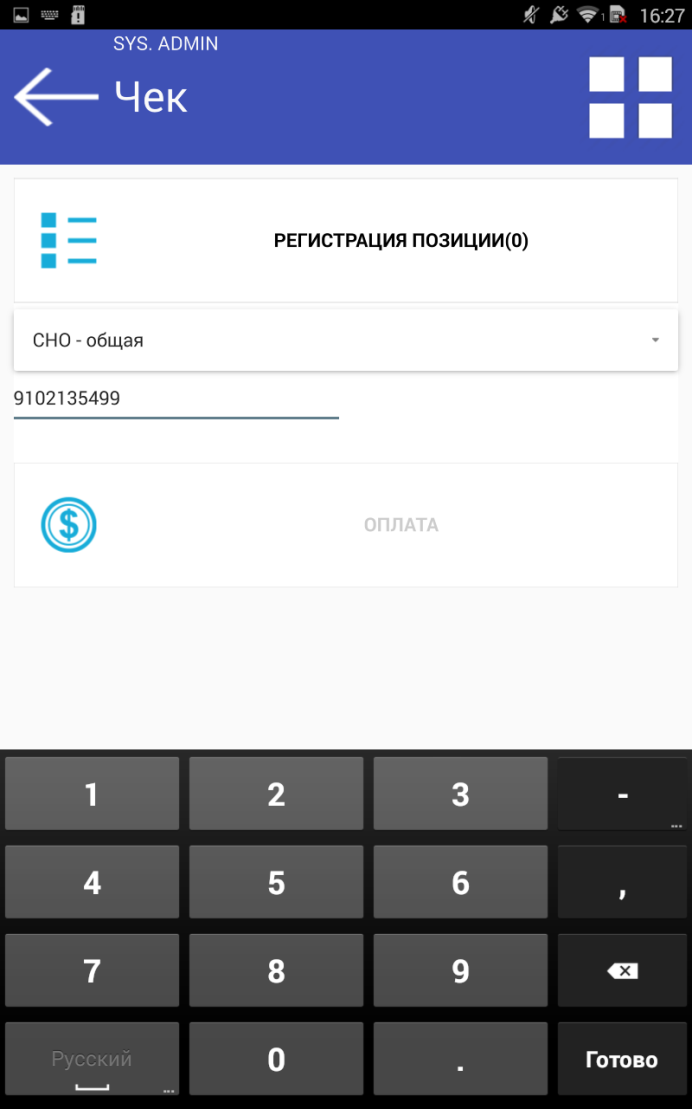 16:27
SYS. ADMIN
Чек
РЕГИСТРАЦИЯ ПОЗИЦИИ(0)
СНО - общая
9102135499
ОПЛАТА
1 2 3 -
4 5 6 ,
7 8 9
Русский 0 . Готово